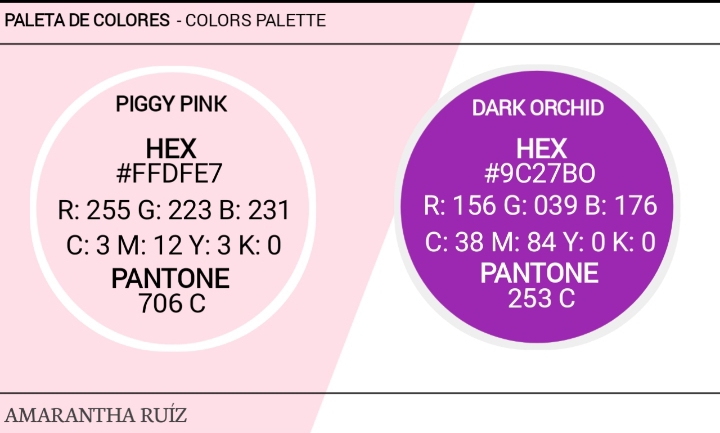 PALETA DE COLORES - COLORS PALETTE
PIGGY PINK
HEX
#FFDFE7
R: 255 G: 223 B: 231
C: 3 M: 12 Y: 3 K: 0
PANTONE
706 C
DARK ORCHID
HEX
#9C27BO
R: 156 G: 039 B: 176
C: 38 M: 84 Y: 0 K: 0
PANTONE
253 C
AMARANTHA RUÍZ